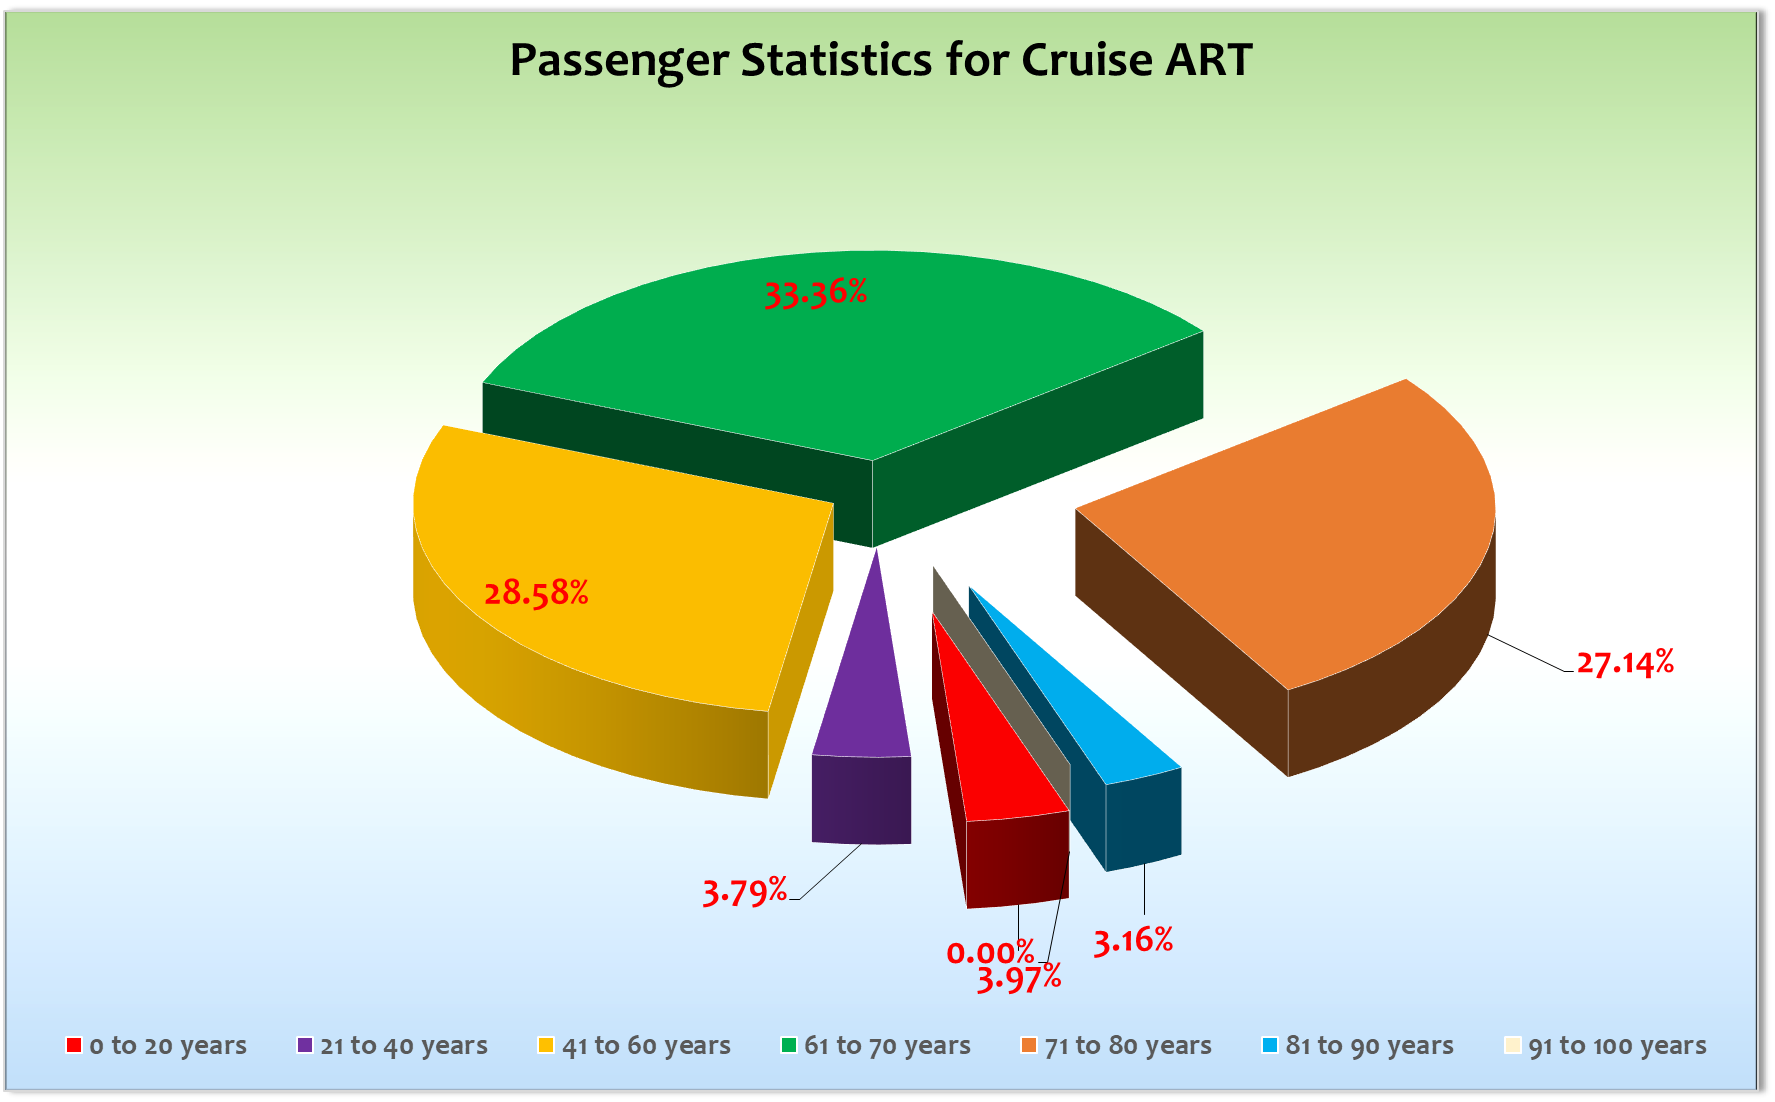 Passenger Statistics for Cruise ART
33.36%
28.58%
27.14%
3.79%
0.00%
3.16%
3.97%
0 to 20 years
21 to 40 years
41 to 60 years
61 to 70 years
71 to 80 years
81 to 90 years
91 to 100 years